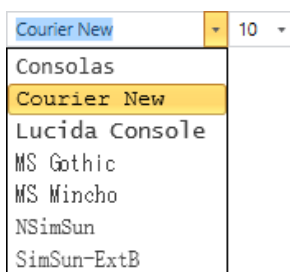 Courier New 10
Consolas
Courier New
Lucida Console
MS Gothic
MS Mincho
NSimSun
SimSun-ExtB